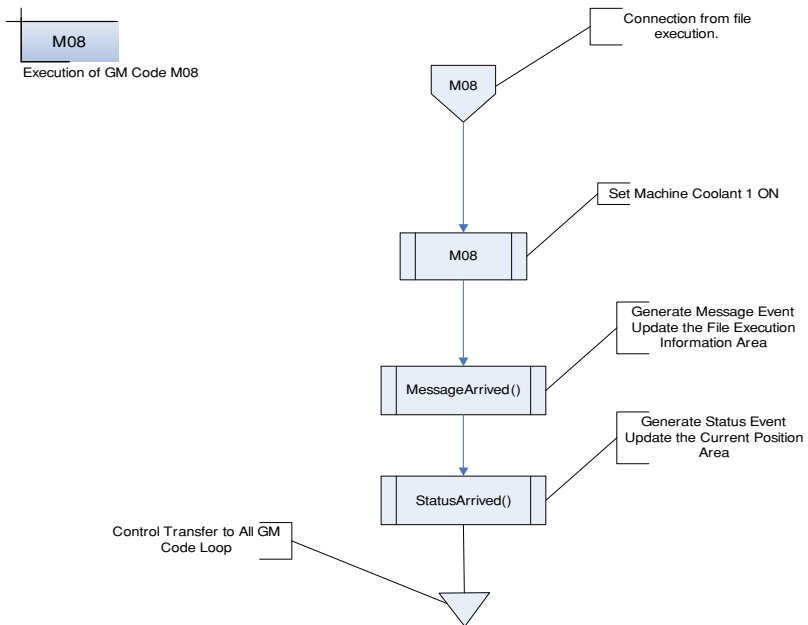 M08
Execution of GM Code M08
Connection from file
execution.
M08
Set Machine Coolant 1 ON
M08
Generate Message Event
Update the File Execution
Information Area
MessageArrived()
Generate Status Event
Update the Current Position
Area
StatusArrived()
Control Transfer to All GM
Code Loop